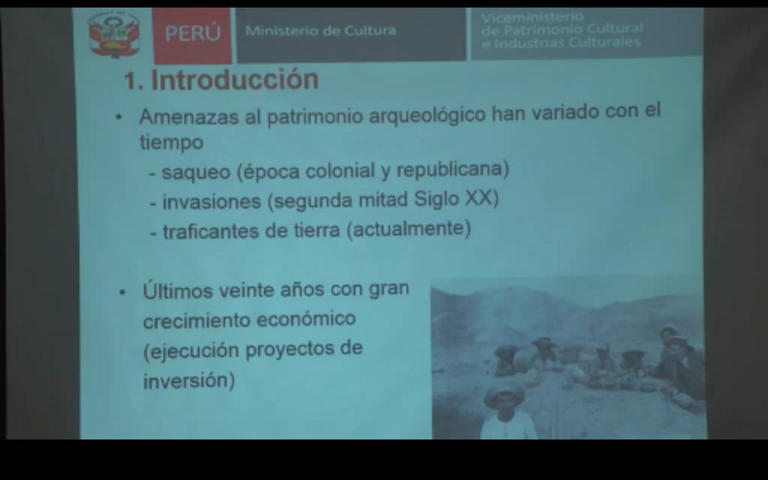 PERÚ
Ministerio de Cultura
Viceministerio
de Patrimonio Cultural
e Industrias Culturales
1. Introducción
• Amenazas al patrimonio arqueológico han variado con el
tiempo
- saqueo (época colonial y republicana)
- invasiones (segunda mitad Siglo XX)
- traficantes de tierra (actualmente)
• Últimos veinte años con gran
crecimiento económico
(ejecución proyectos de
inversión)